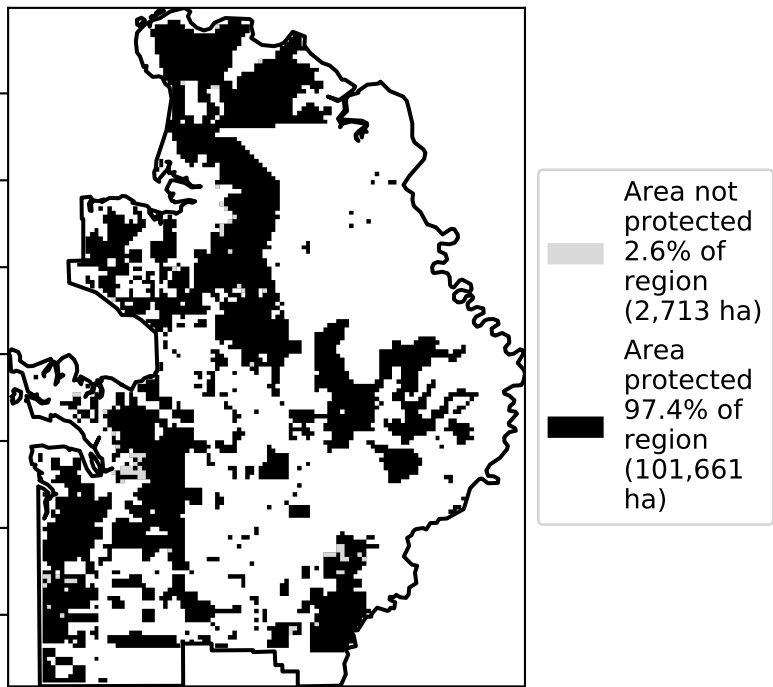 Area not
protected
2.6% of
region
(2,713 ha)
Area
protected
97.4% of
region
(101,661
ha)